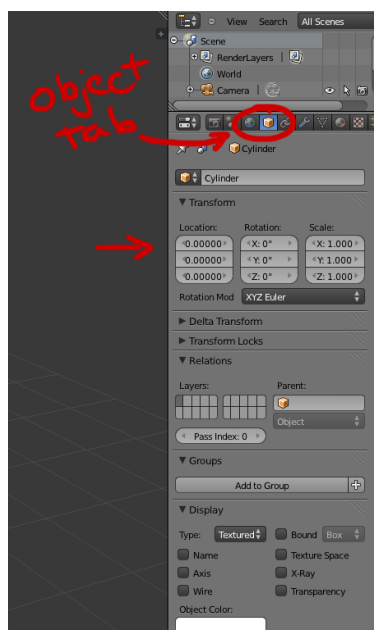 View Search All Scenes
Scene
RenderLayers |
World
Camera |
object
tab
Cylinder
Cylinder
Transform
Location: Rotation: Scale:
0.00000 X: 0° X: 1.000
0.00000 Y: 0° Y: 1.000
0.00000 Z: 0° Z: 1.000
Rotation Mod XYZ Euler
Delta Transform
Transform Locks
Relations
Layers: Parent:
Object
Pass Index: 0
Groups
Add to Group
Display
Type: Textured Bound Box
Name Texture Space
Axis X-Ray
Wire Transparency
Object Color: